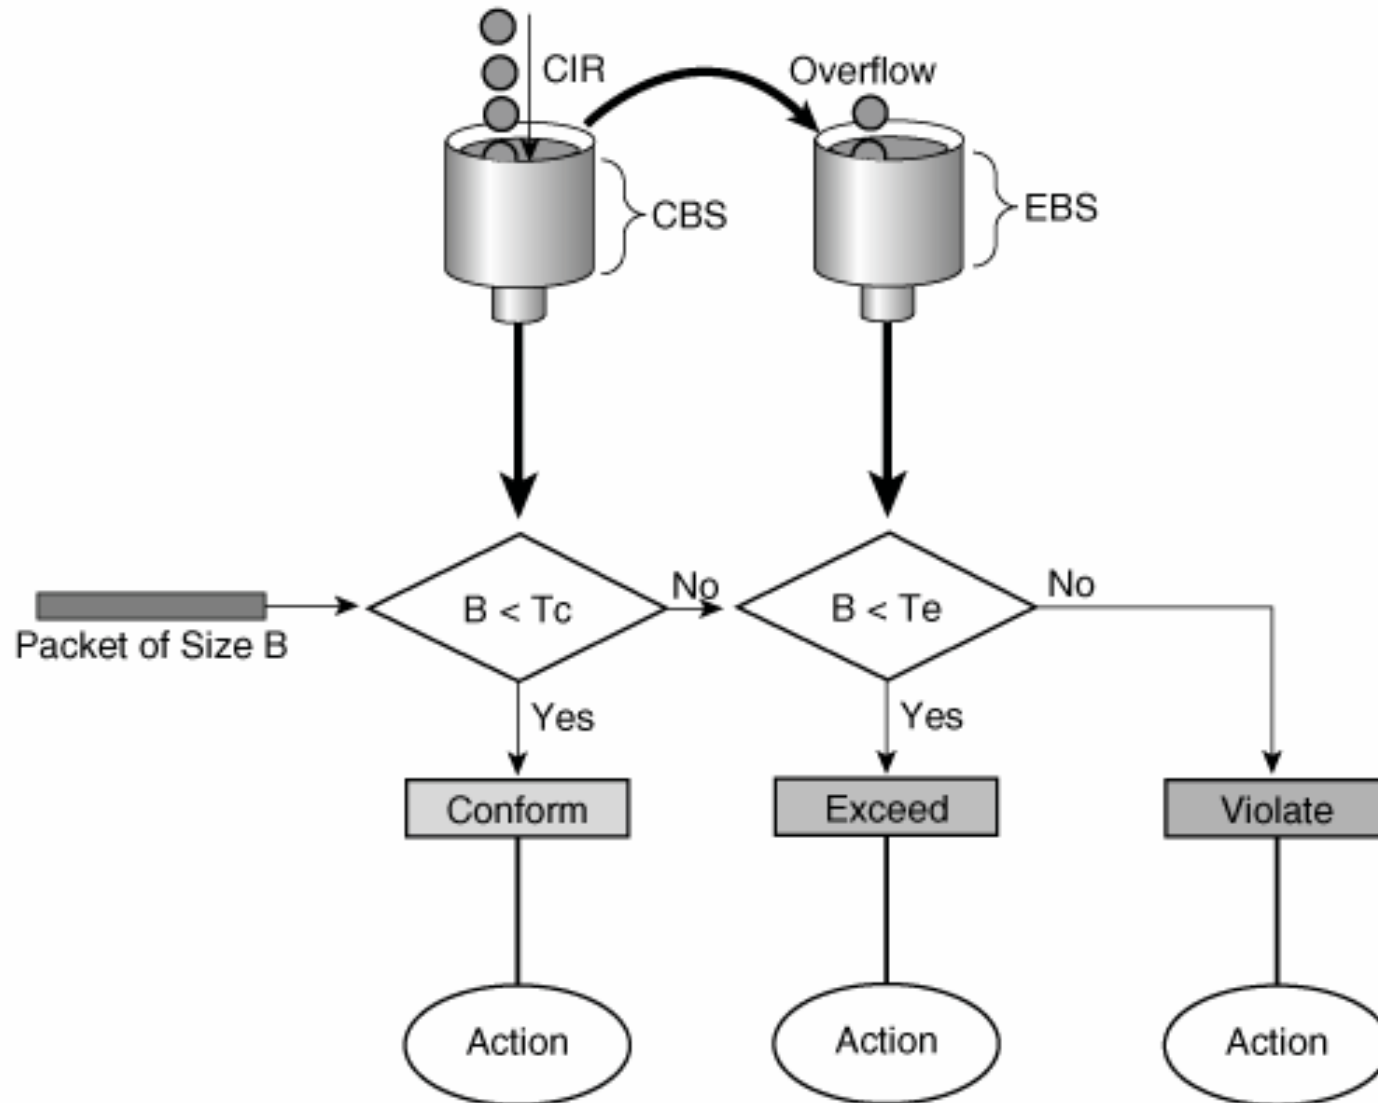 CIR
Overflow
CBS
EBS
Packet of Size B
B < Tc
No
B < Te
No
Yes
Yes
Conform
Exceed
Violate
Action
Action
Action